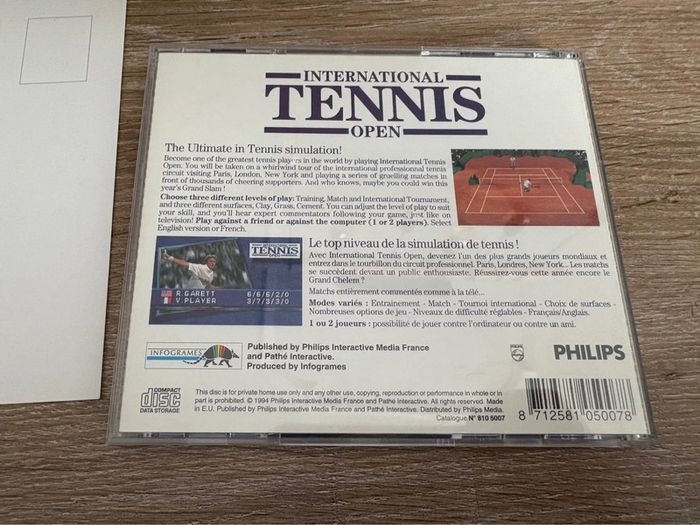 INTERNATIONAL
TENNIS
OPEN
The Ultimate in Tennis simulation!
Become one of the greatest tennis players in the world by playing International Tennis
Open. You will be taken on a whirlwind tour of the international professional tennis
circuit visiting Paris, London, New York and playing a series of gruelling matches in
front of thousands of cheering supporters. And who knows, maybe you could win this
year's Grand Slam !
Choose three different levels of play: Training, Match and International Tournament,
and three different surfaces, Clay, Grass, Cement. You can adjust the level of play to suit
your skill, and you'll hear expert commentators following your game, just like on
television! Play against a friend or against the computer (1 or 2 players). Select
English version or French.
INTERNATIONAL
TENNIS
OPEN
R.GARETT 6/6/6/2/0
V.PLAYER 3/7/3/3/0
Le top niveau de la simulation de tennis !
Avec International Tennis Open, devenez l'un des plus grands joueurs mondiaux et
entrez dans le tourbillon du circuit professionnel. Paris, Londres, New York... Les matchs
se succèdent devant un public enthousiaste. Réussirez-vous cette année encore le
Grand Chelem ?
Matchs entièrement commentés comme à la télé...
Modes variés : Entrainement - Match - Tournoi international - Choix de surfaces -
Nombreuses options de jeu - Niveaux de difficulté réglables - Français/Anglais.
1 ou 2 joueurs : possibilité de jouer contre l'ordinateur ou contre un ami.
INFOGRAMES
Published by Philips Interactive Media France
and Pathé Interactive.
Produced by Infogrames
PHILIPS
COMPACT
disc
DATA STORAGE
This disc is for private home use only and any other use, copying, reproduction or performance in whole or in
part is prohibited. © 1994 Philips Interactive Media France and Pathé Interactive. All rights reserved. Made
in E.U. Published by Philips Interactive Media France and Pathé Interactive. Distributed by Philips Media.
Catalogue N° 810 5007
8 712581 050078